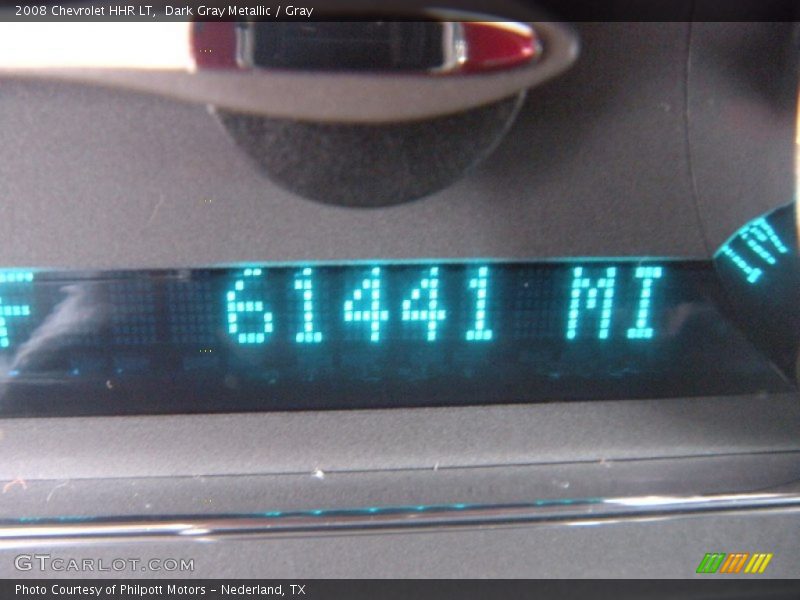 2008 Chevrolet HHR LT, Dark Gray Metallic / Gray
F 61441 MI
GTCARLOT.COM
Photo Courtesy of Philpott Motors - Nederland, TX